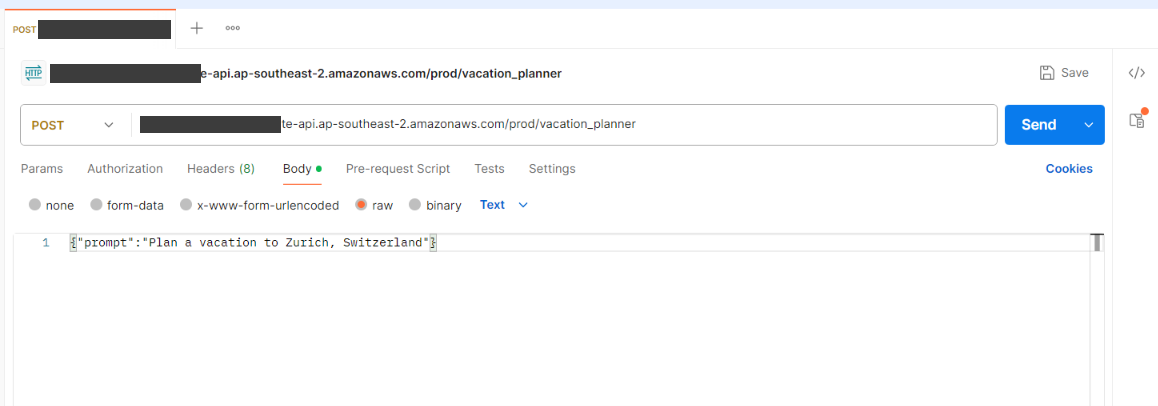 POST
HTTP e-api.ap-southeast-2.amazonaws.com/prod/vacation_planner Save
POST te-api.ap-southeast-2.amazonaws.com/prod/vacation_planner Send
Params Authorization Headers (8) Body Pre-request Script Tests Settings Cookies
none form-data x-www-form-urlencoded raw binary Text
1 {"prompt":"Plan a vacation to Zurich, Switzerland"}